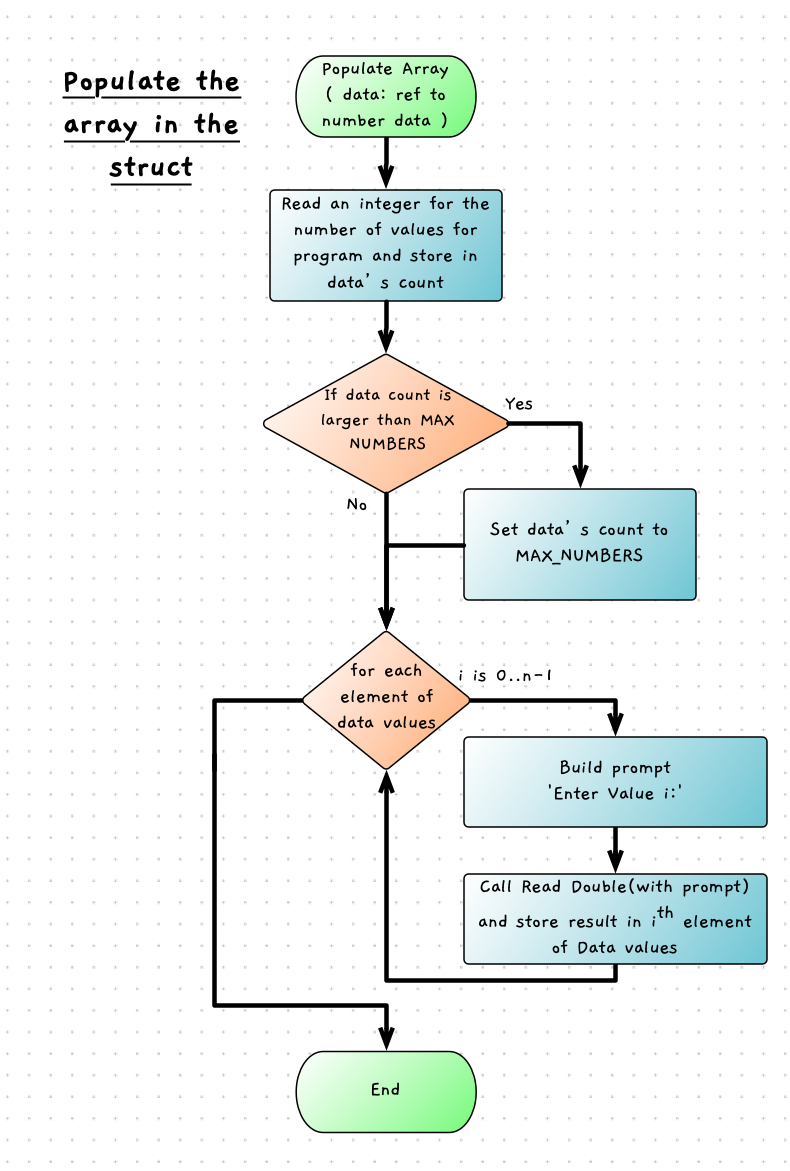 Populate the
array in the
struct
Populate Array
( data: ref to
number data )
Read an integer for the
number of values for
program and store in
data's count
If data count is
larger than MAX
NUMBERS
Yes
No
Set data's count to
MAX_NUMBERS
for each
element of
data values
i is 0..n-1
Build prompt
'Enter Value i:'
Call Read Double(with prompt)
and store result in ith element
of Data values
End